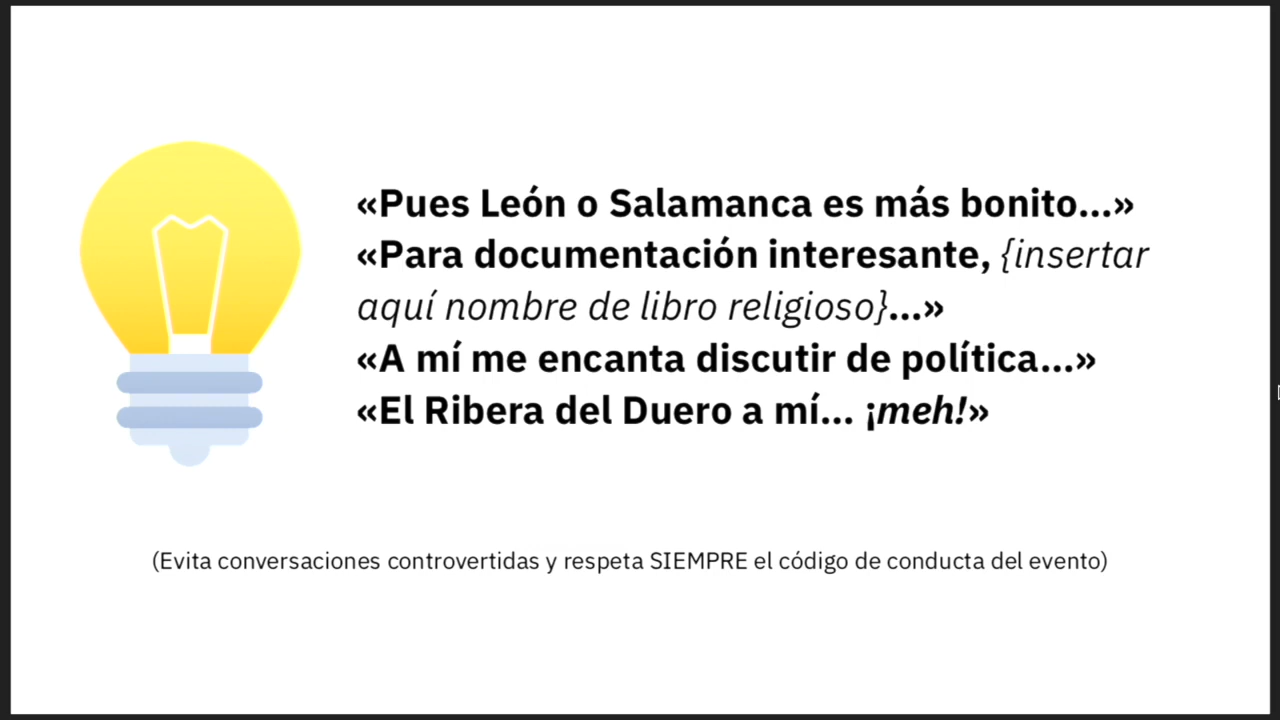 «Pues León o Salamanca es más bonito...»
«Para documentación interesante, {insertar
aquí nombre de libro religioso}...»
«A mí me encanta discutir de política...»
«El Ribera del Duero a mí... ¡meh!»
(Evita conversaciones controvertidas y respeta SIEMPRE el código de conducta del evento)